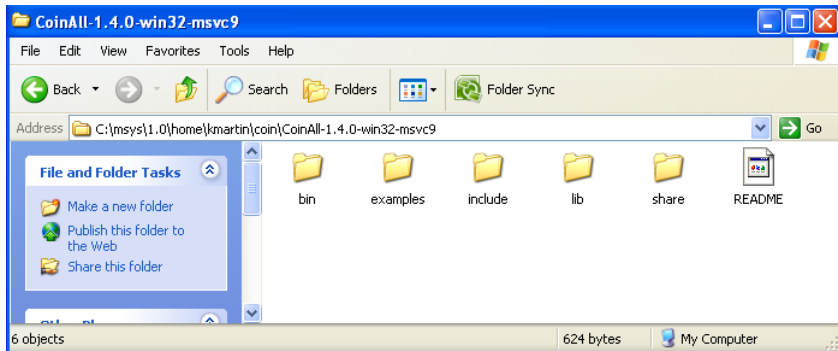 CoinAll-1.4.0-win32-msvc9
File Edit View Favorites Tools Help
Back Search Folders Folder Sync
Address C:\msys\1.0\home\kmartin\coin\CoinAll-1.4.0-win32-msvc9 Go
File and Folder Tasks
Make a new folder
Publish this folder to
the Web
Share this folder
bin examples include lib share README
6 objects 624 bytes My Computer